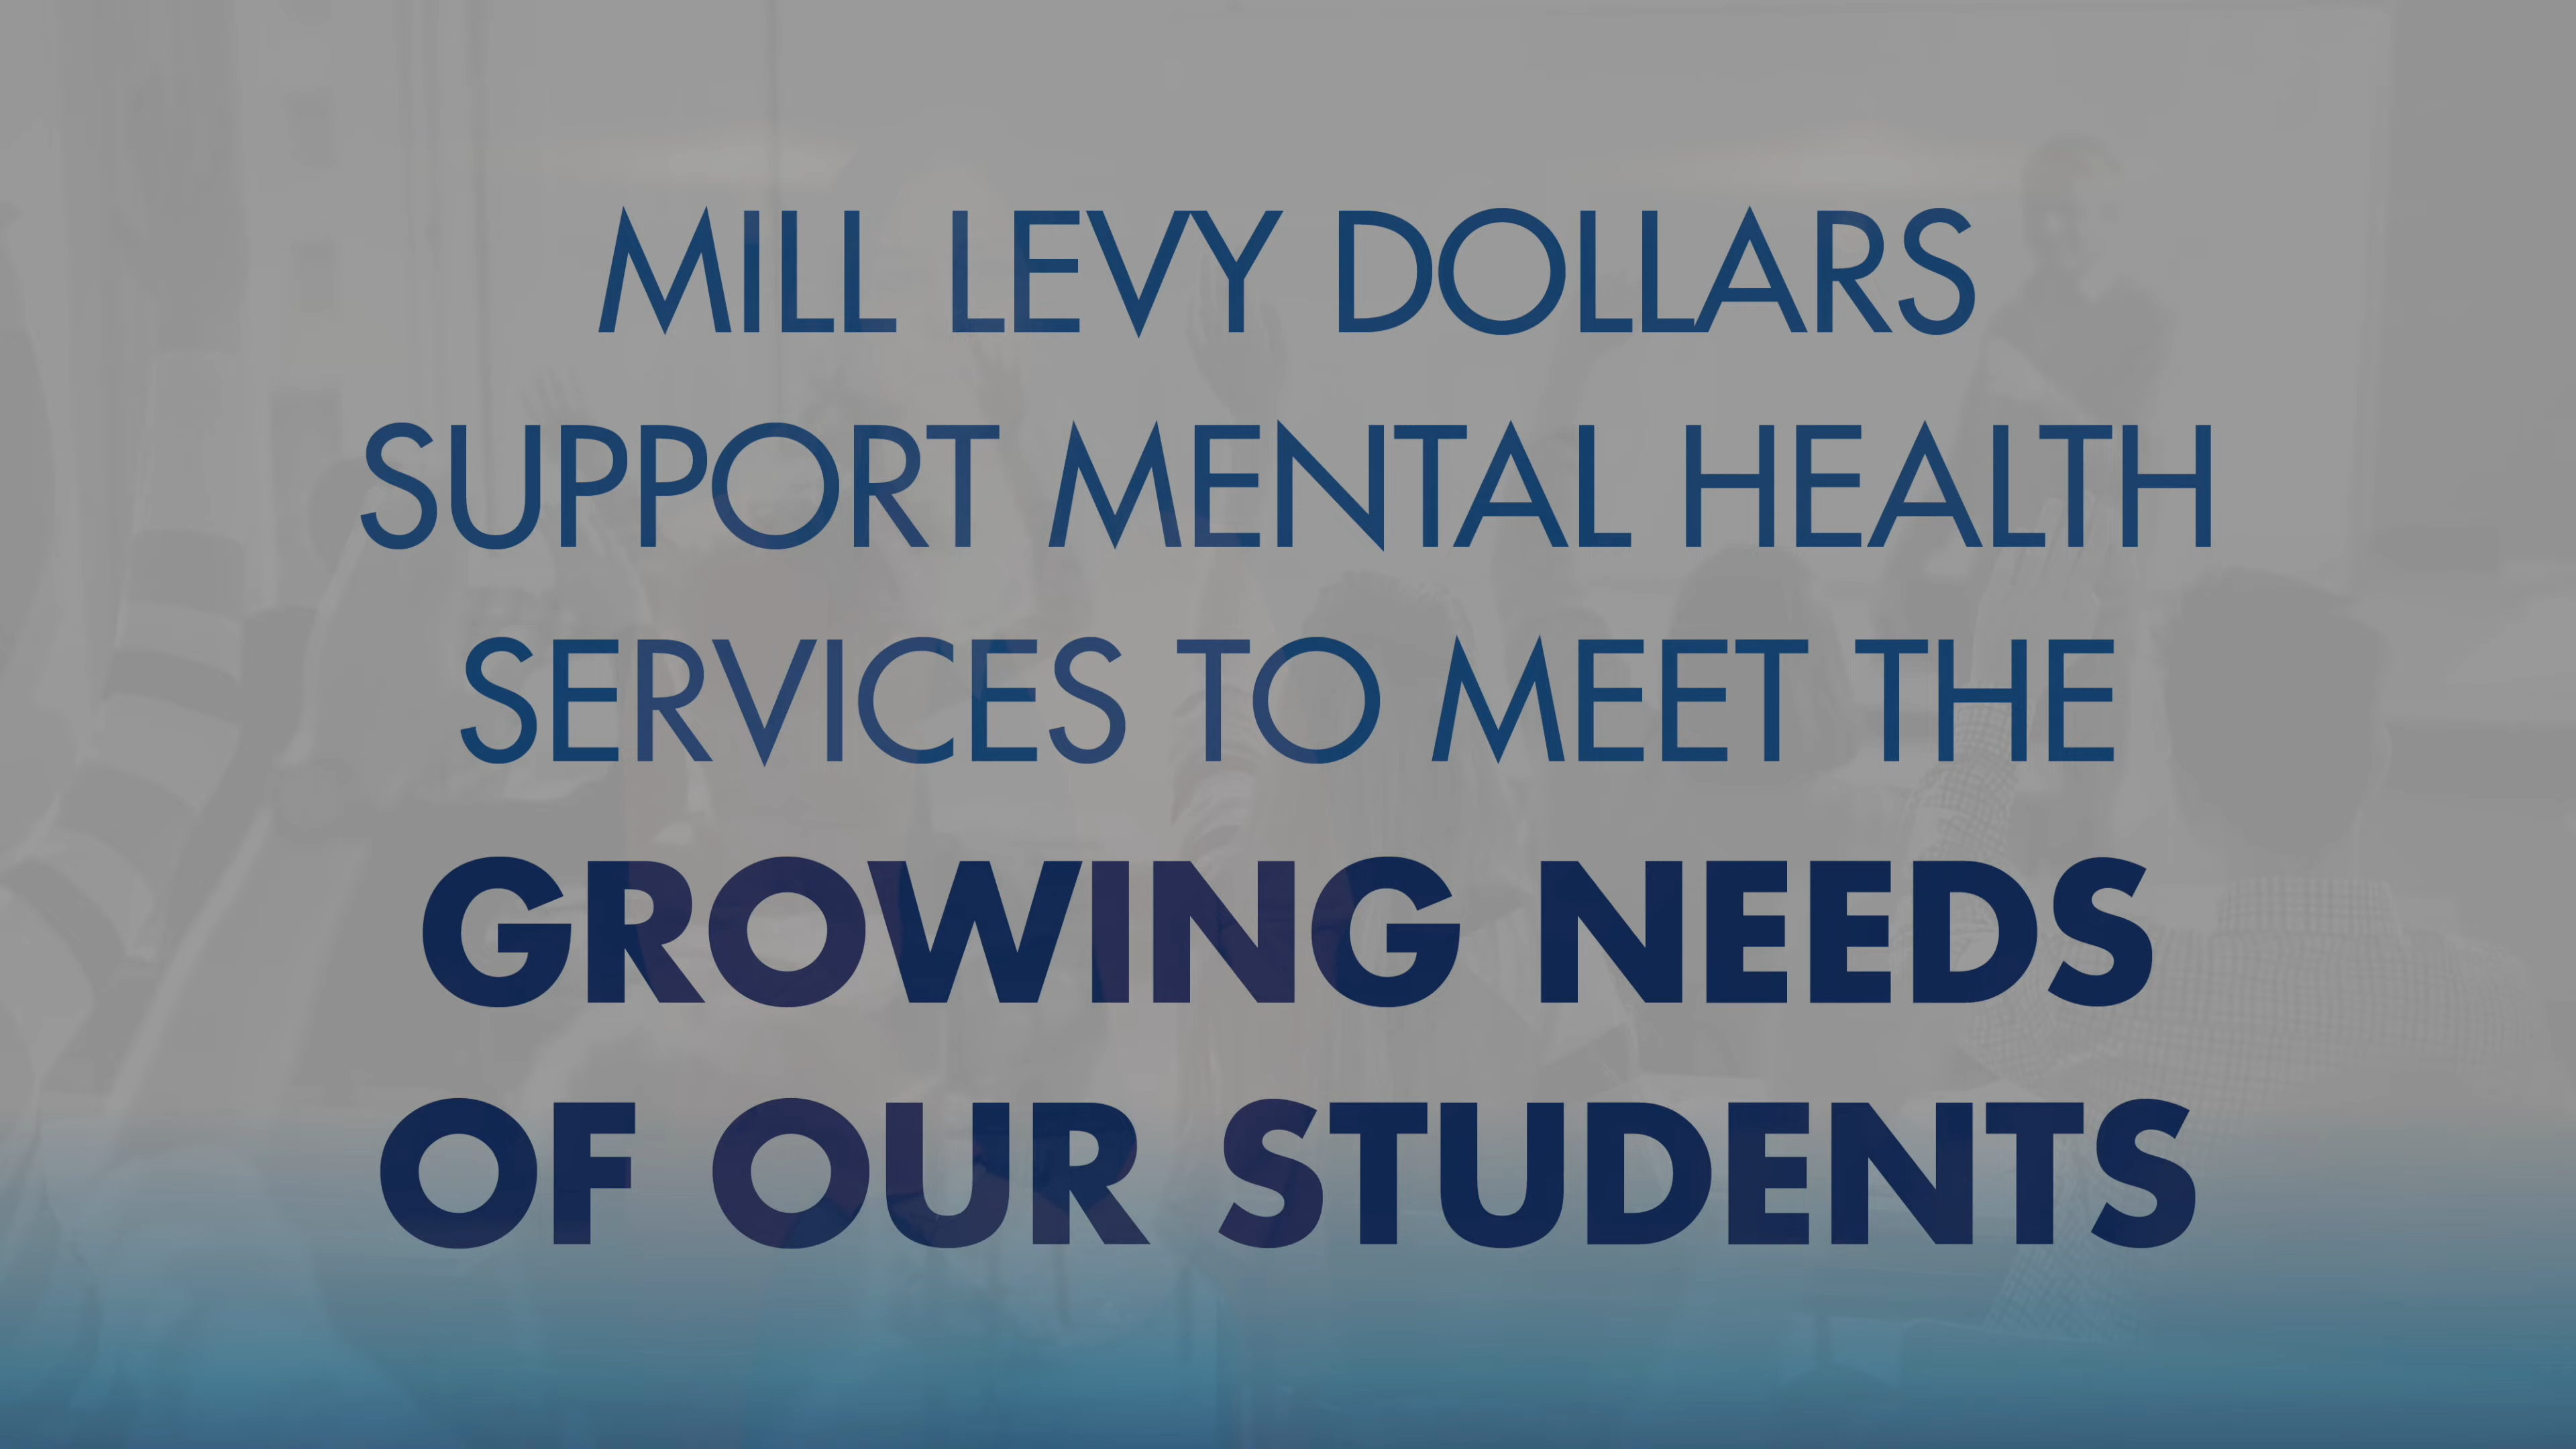 MILL LEVY DOLLARS
SUPPORT MENTAL HEALTH
SERVICES TO MEET THE
GROWING NEEDS
OF OUR STUDENTS